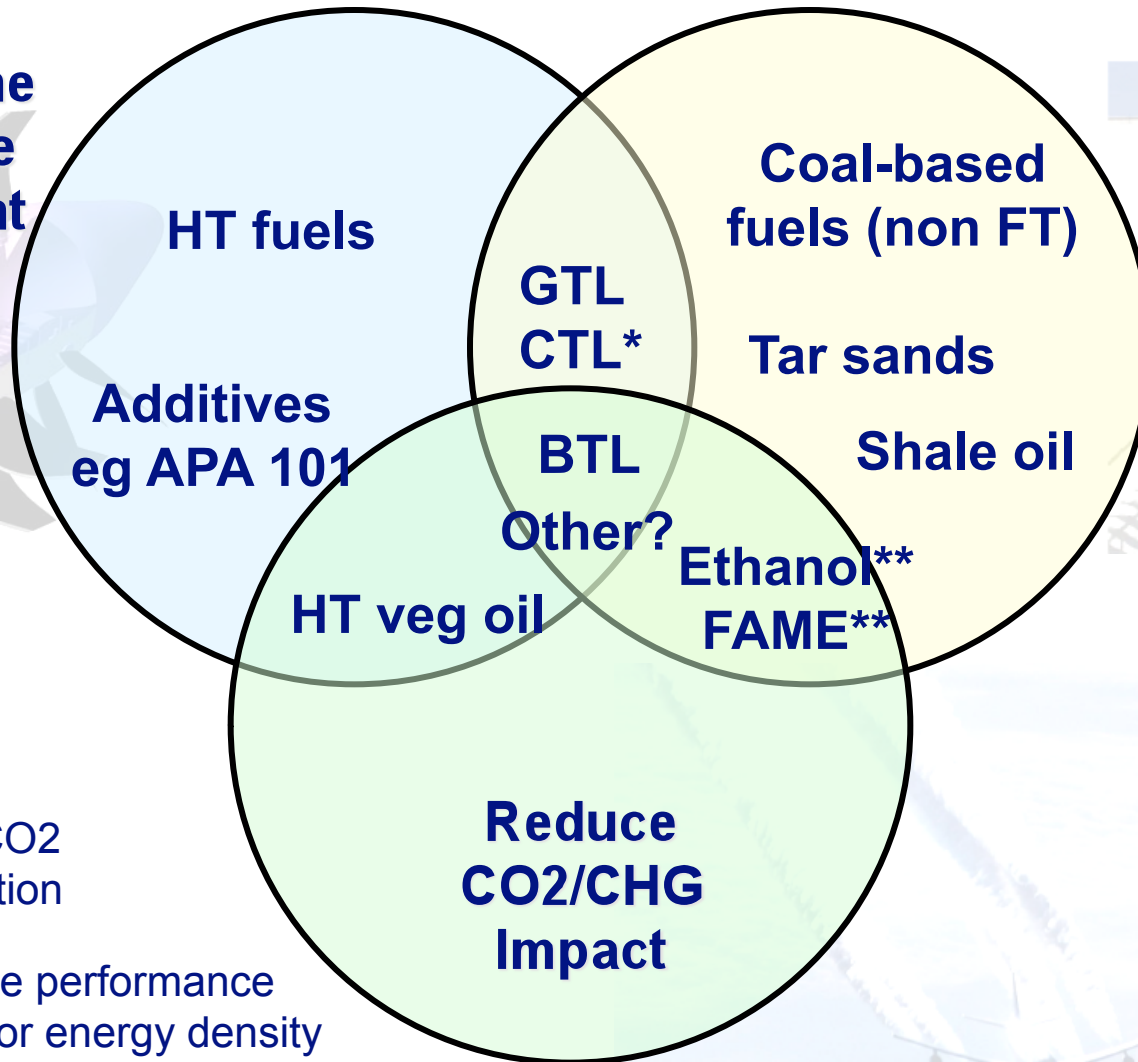 HT fuels
Additives
eg APA 101
GTL
CTL*
Coal-based
fuels (non FT)
Tar sands
Shale oil
BTL
Other?
HT veg oil
Ethanol**
FAME**
Reduce
CO2/CHG
Impact
CO2
performance
or energy density